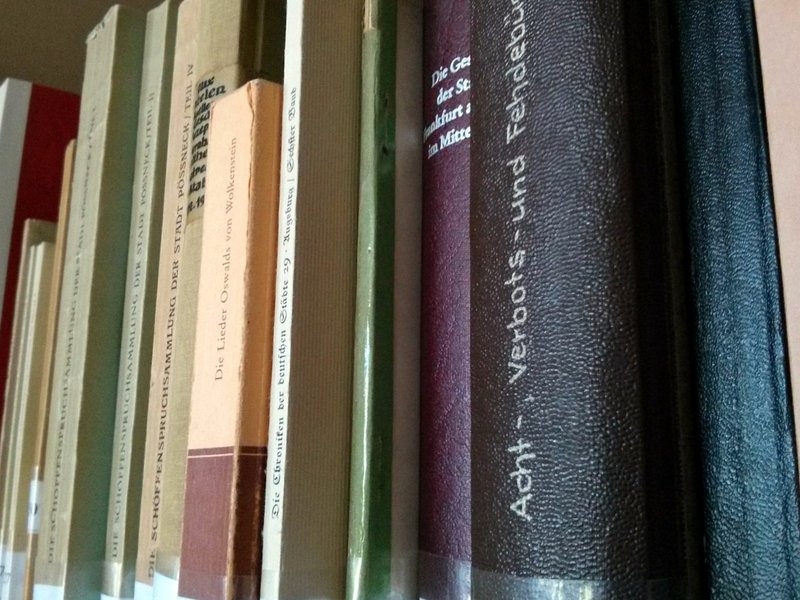 DIE SCHÖFFENSPRUCHSAMMLUNG DER STADT PÖSSNECK
DIE SCHÖFFENSPRUCHSAMMLUNG DER STADT PÖSSNECK / TEIL II
DIE SCHÖFFENSPRUCHSAMMLUNG DER STADT PÖSSNECK / TEIL IV
Die Lieder Oswalds von Wolkenstein
Die Chroniken der deutschen Städte 29 · Augsburg / Sechster Band
Die Ges
der St
ankfurt a
im Mitte
Acht-, Verbots- und Fehdebü